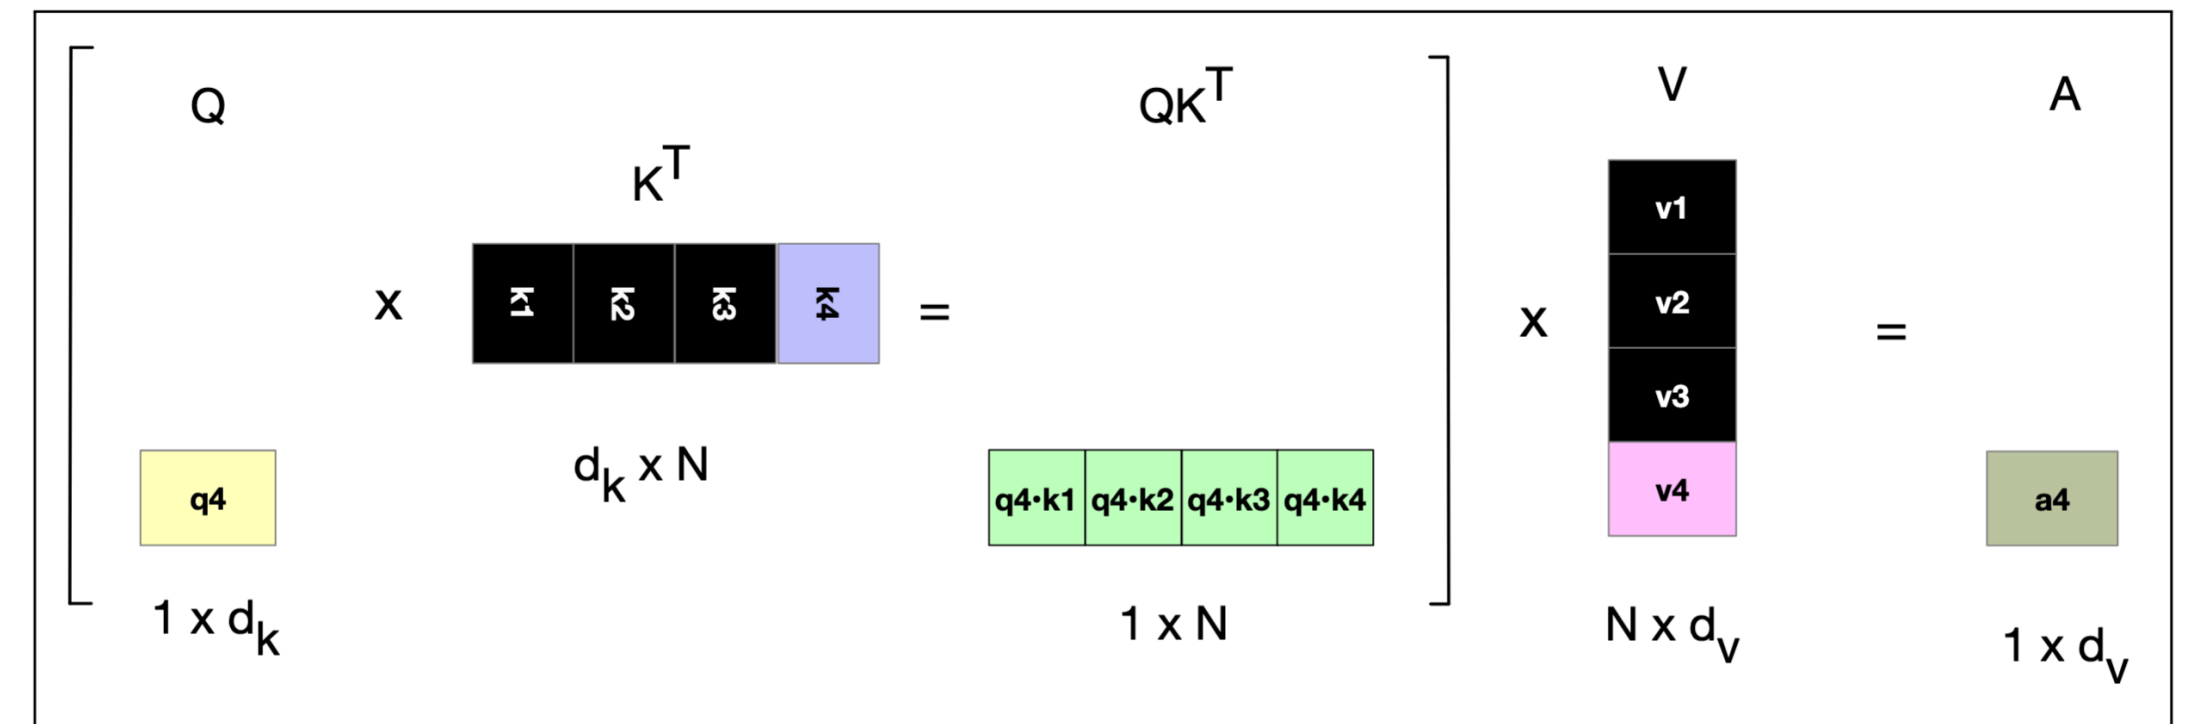 Q
K^T
QK^T
V
A
x
k1 k2 k3 k4
=
x
v1
v2
v3
v4
=
q4
d_k x N
q4•k1 q4•k2 q4•k3 q4•k4
a4
1 x d_k
1 x N
N x d_v
1 x d_v